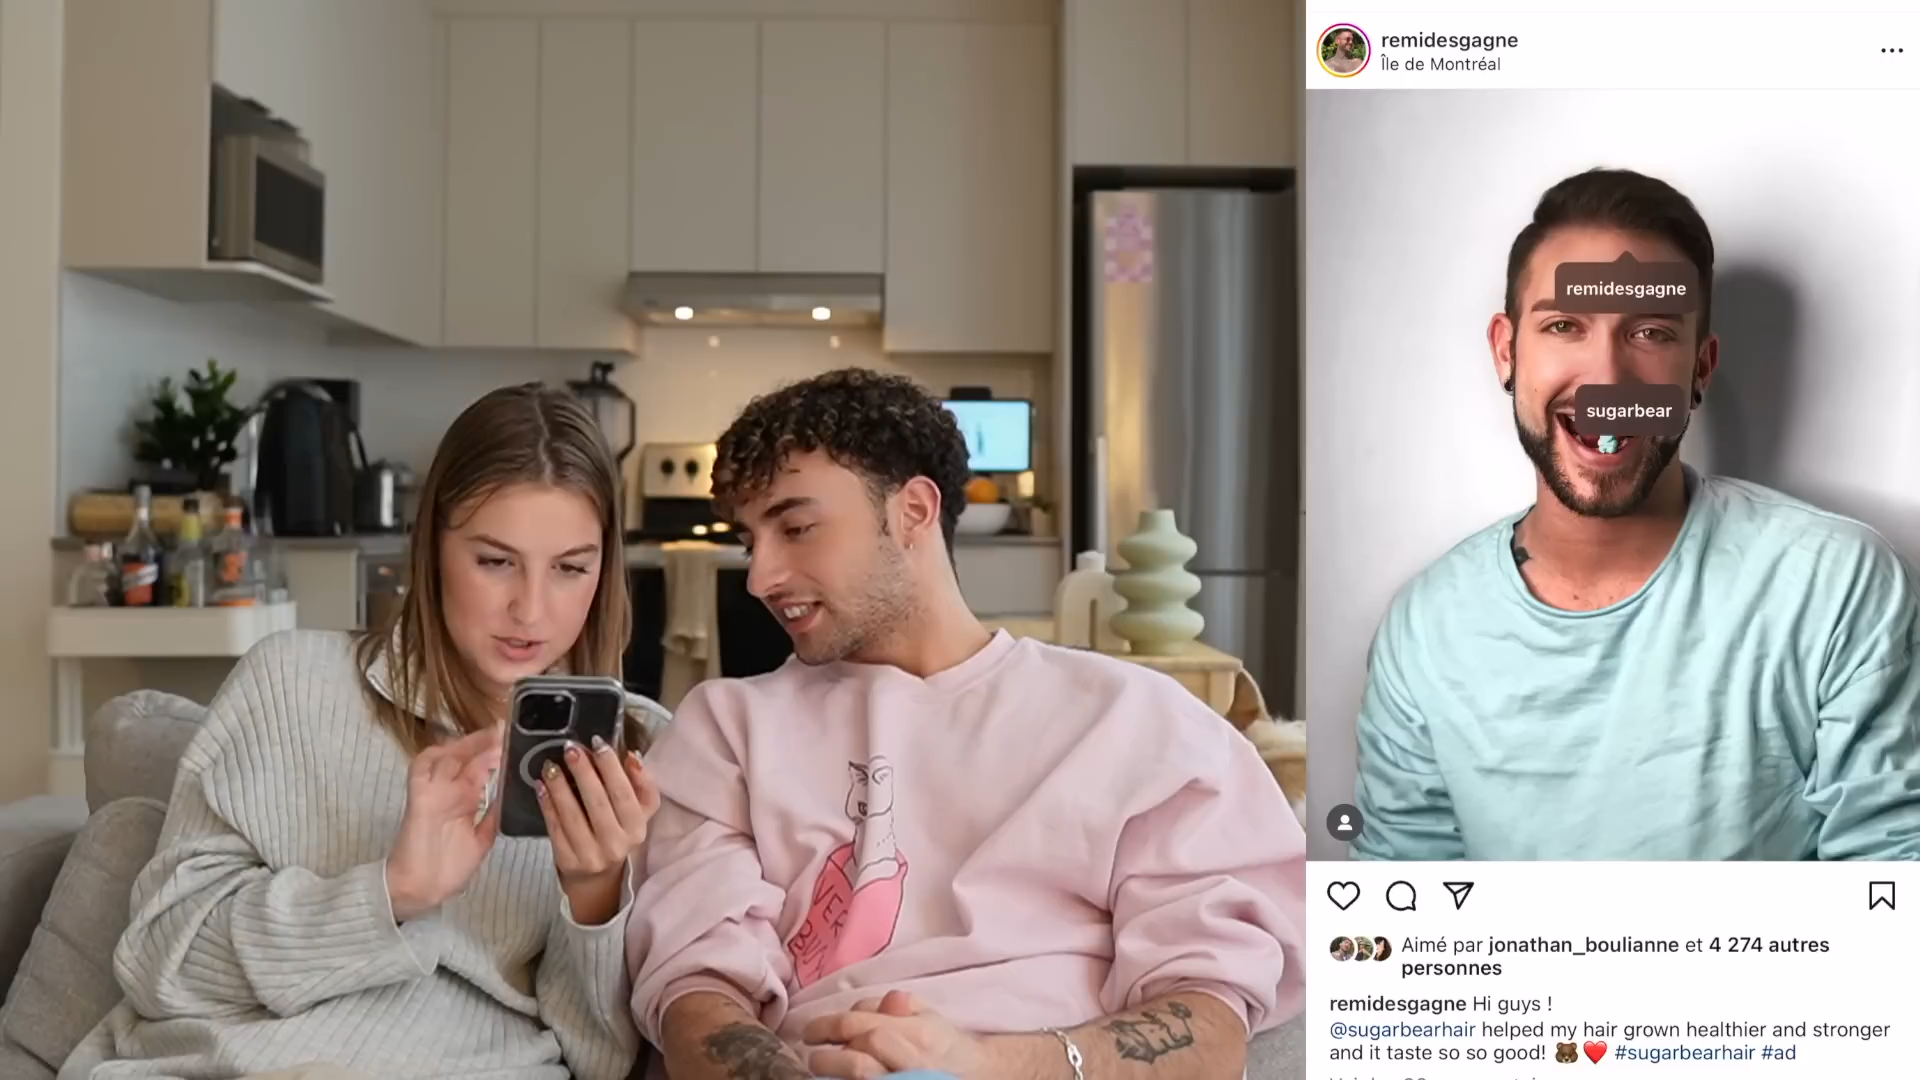 remidesgagne
Île de Montréal
remidesgagne
sugarbear
Aimé par jonathan_boulianne et 4 274 autres
personnes
remidesgagne Hi guys !
@sugarbearhair helped my hair grown healthier and stronger
and it taste so so good! 🐻❤️ #sugarbearhair #ad